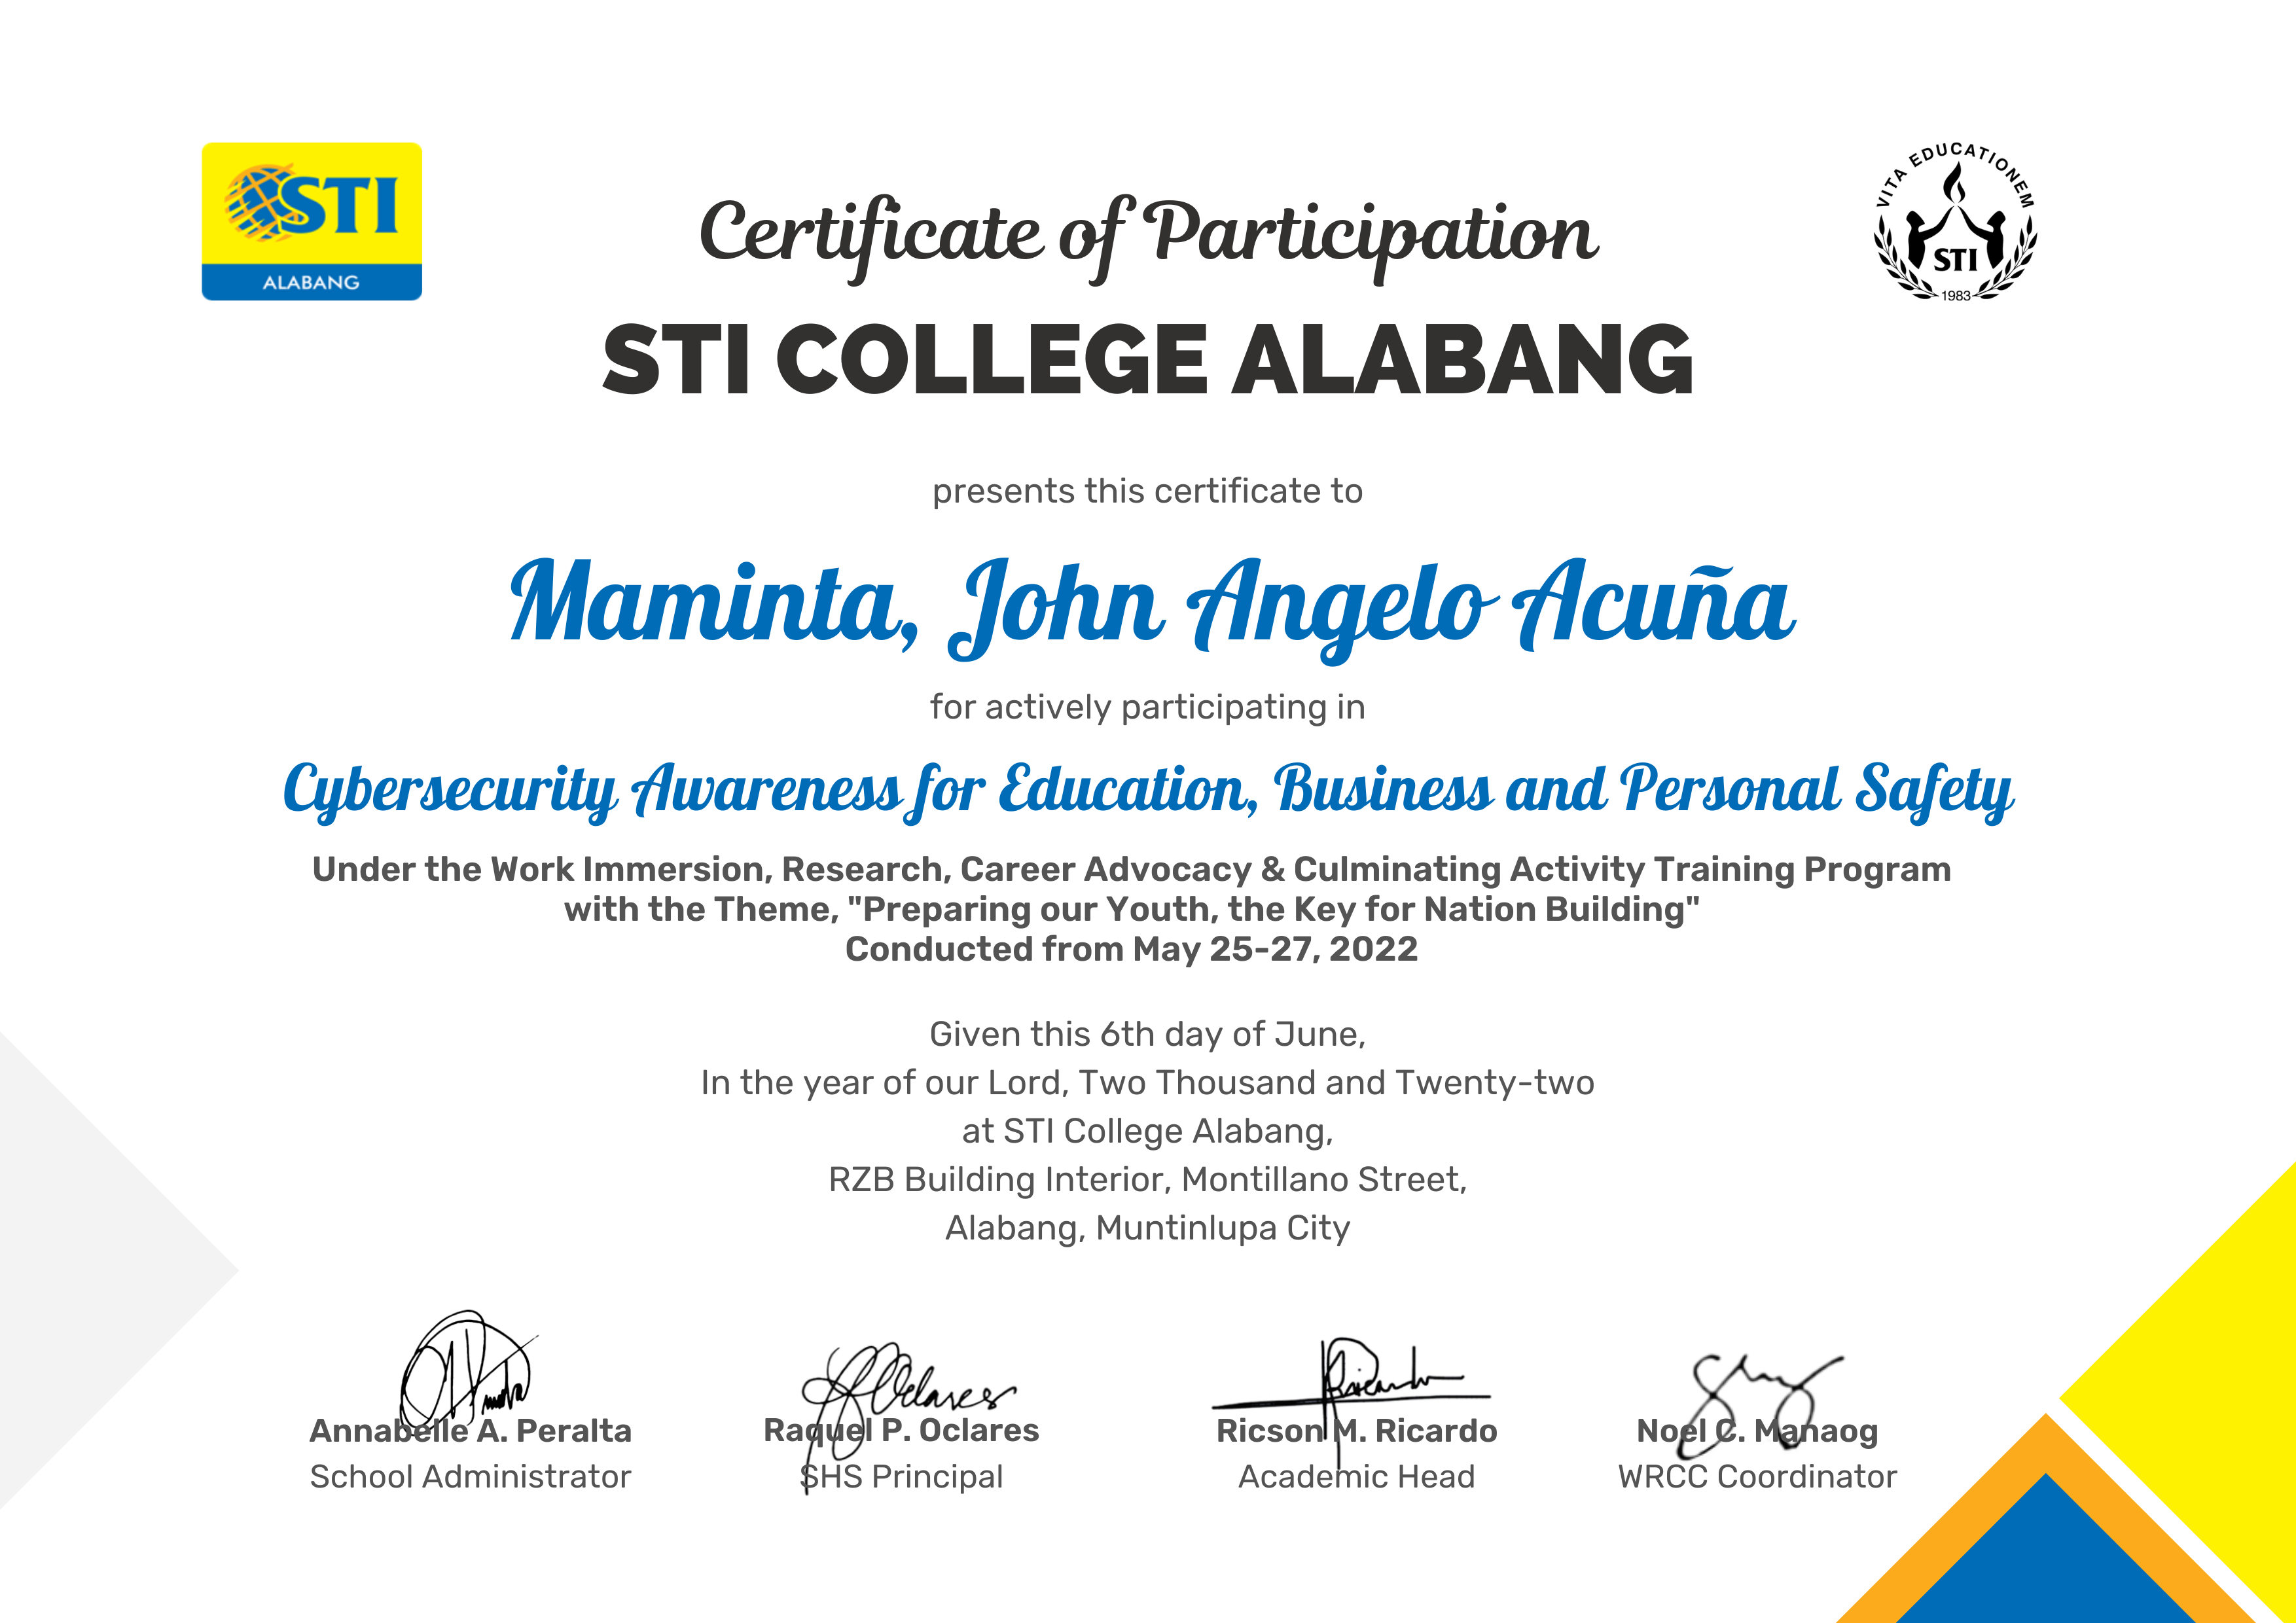 STI
ALABANG
VITA EDUCATIONEM
STI
1983
Certificate of Participation
STI COLLEGE ALABANG
presents this certificate to
Maminta, John Angelo Acuña
for actively participating in
Cybersecurity Awareness for Education, Business and Personal Safety
Under the Work Immersion, Research, Career Advocacy & Culminating Activity Training Program
with the Theme, "Preparing our Youth, the Key for Nation Building"
Conducted from May 25-27, 2022
Given this 6th day of June,
In the year of our Lord, Two Thousand and Twenty-two
at STI College Alabang,
RZB Building Interior, Montillano Street,
Alabang, Muntinlupa City
Annabelle A. Peralta
School Administrator
Raquel P. Oclares
SHS Principal
Ricson M. Ricardo
Academic Head
Noel C. Manaog
WRCC Coordinator